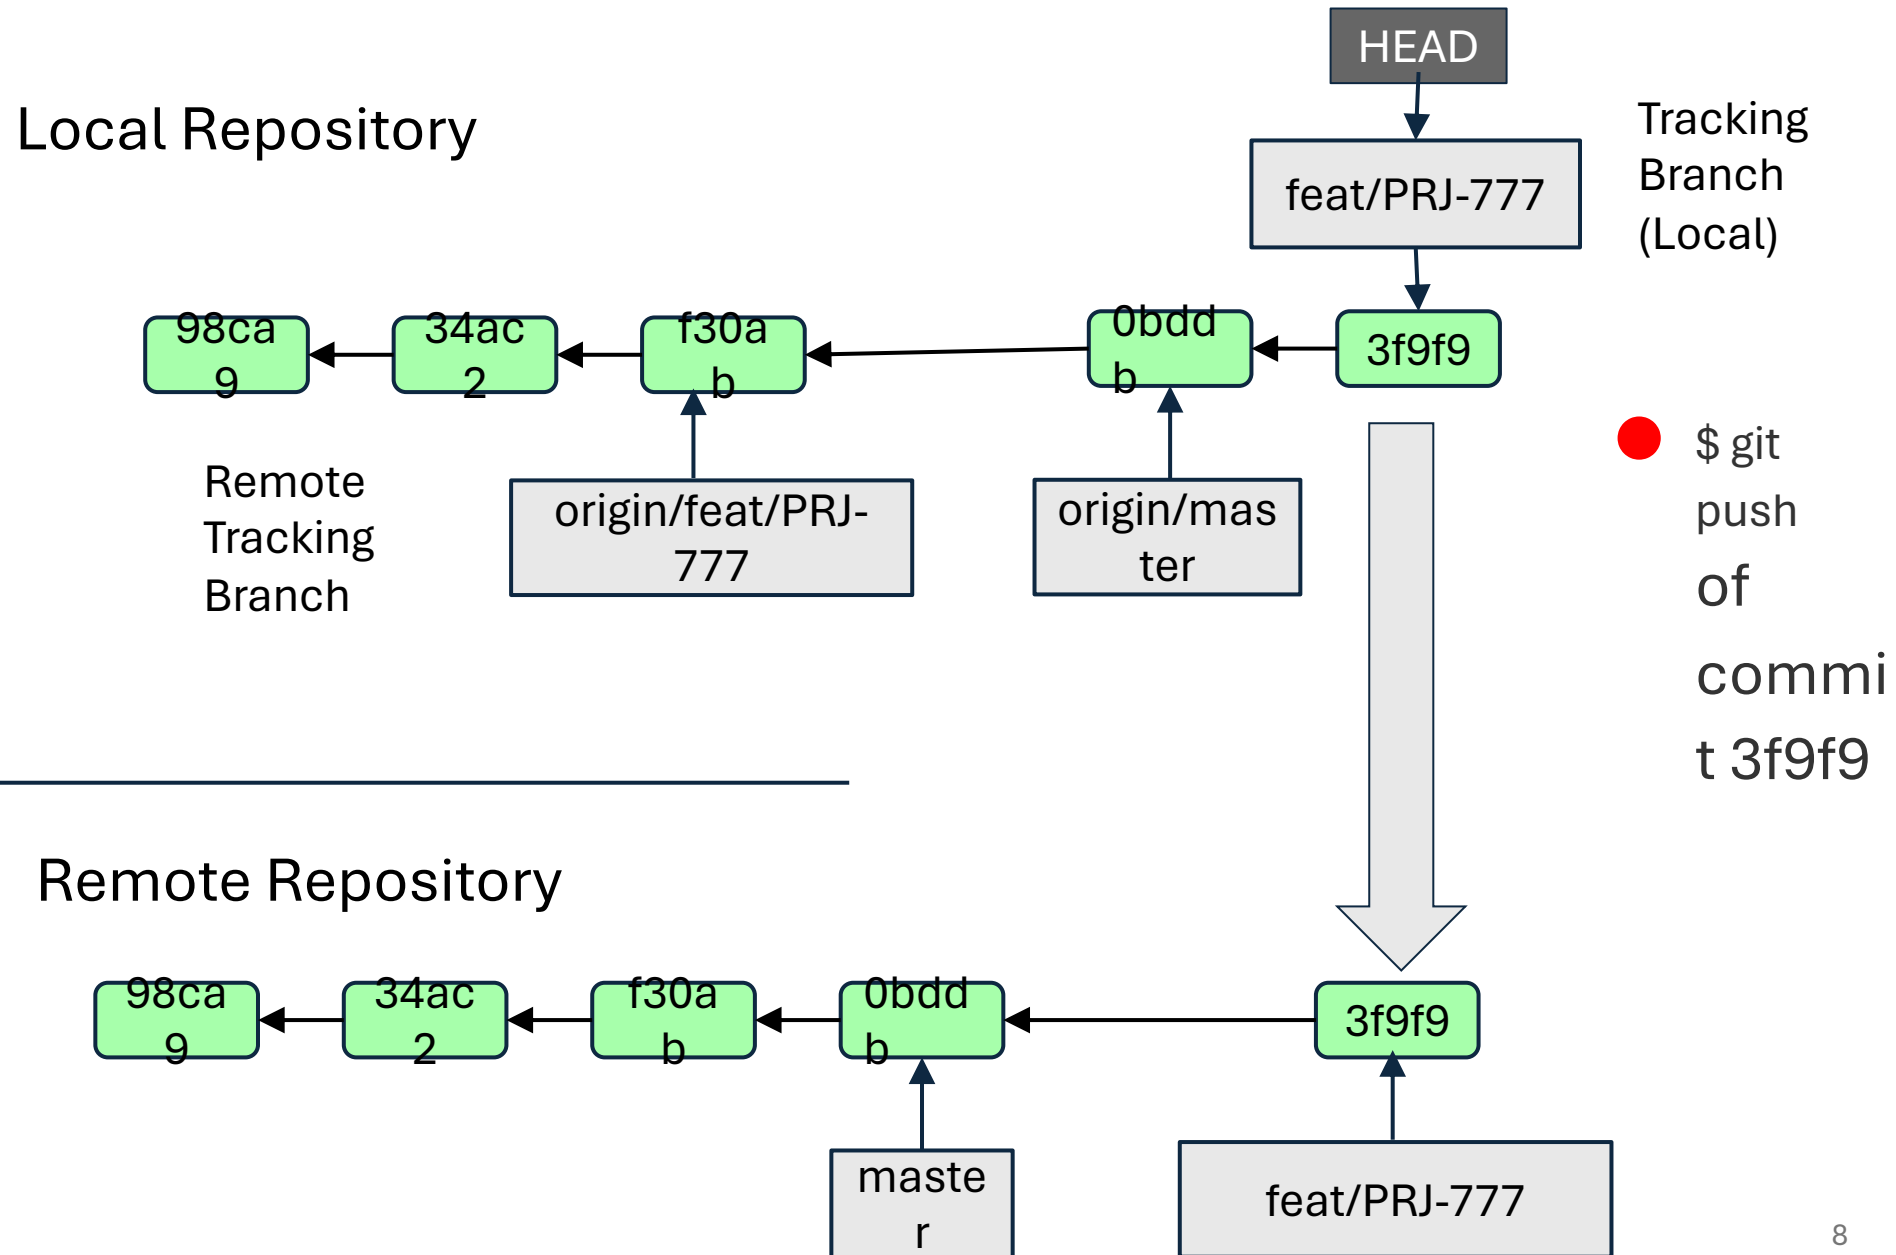 HEAD
Local Repository
Tracking
Branch
(Local)
feat/PRJ-777
98ca
9
34ac
2
f30a
b
0bdd
b
3f9f9
Remote
Tracking
Branch
origin/feat/PRJ-
777
origin/mas
ter
$ git
push
of
commi
t 3f9f9
Remote Repository
98ca
9
34ac
2
f30a
b
0bdd
b
3f9f9
maste
r
feat/PRJ-777
8